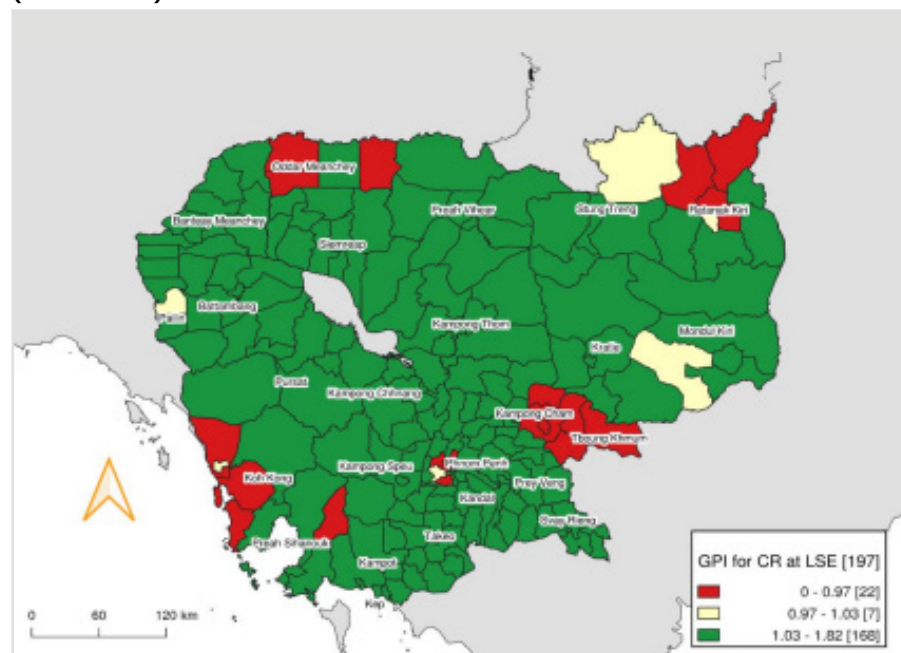 Oddar Meanchey
Preah Vihear
Stung Treng
Ratanak Kiri
Banteay Meanchey
Siemreap
Pailin
Battambang
Kampong Thom
Kratie
Mondul Kiri
Pursat
Kampong Chhnang
Kampong Cham
Tboung Khmum
Koh Kong
Kampong Speu
Phnom Penh
Kandal
Prey Veng
Svay Rieng
Preah Sihanouk
Takeo
Kampot
Kep
0 60 120 km
GPI for CR at LSE [197]
0 - 0.97 [22]
0.97 - 1.03 [7]
1.03 - 1.82 [168]